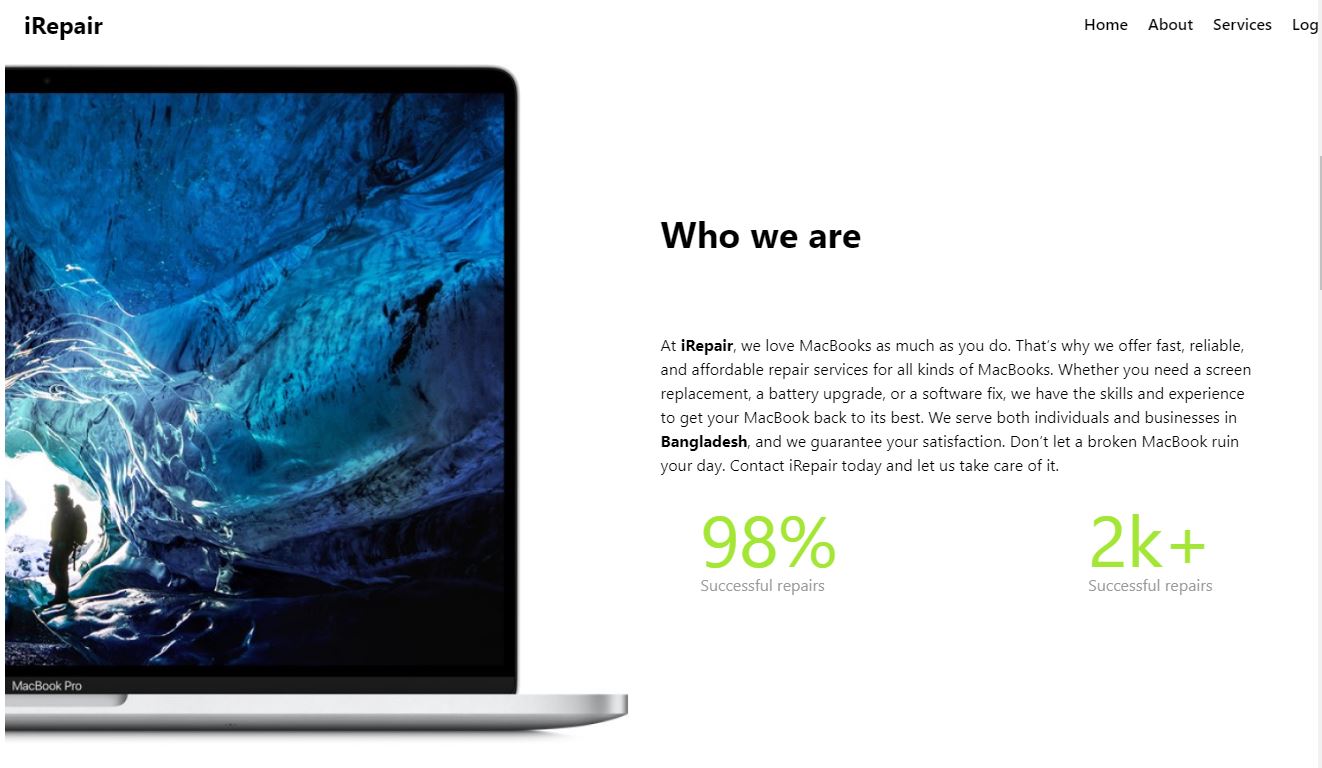 iRepair
Home About Services Log
Who we are
At iRepair, we love MacBooks as much as you do. That's why we offer fast, reliable,
and affordable repair services for all kinds of MacBooks. Whether you need a screen
replacement, a battery upgrade, or a software fix, we have the skills and experience
to get your MacBook back to its best. We serve both individuals and businesses in
Bangladesh, and we guarantee your satisfaction. Don't let a broken MacBook ruin
your day. Contact iRepair today and let us take care of it.
98% 2k+
Successful repairs Successful repairs
MacBook Pro